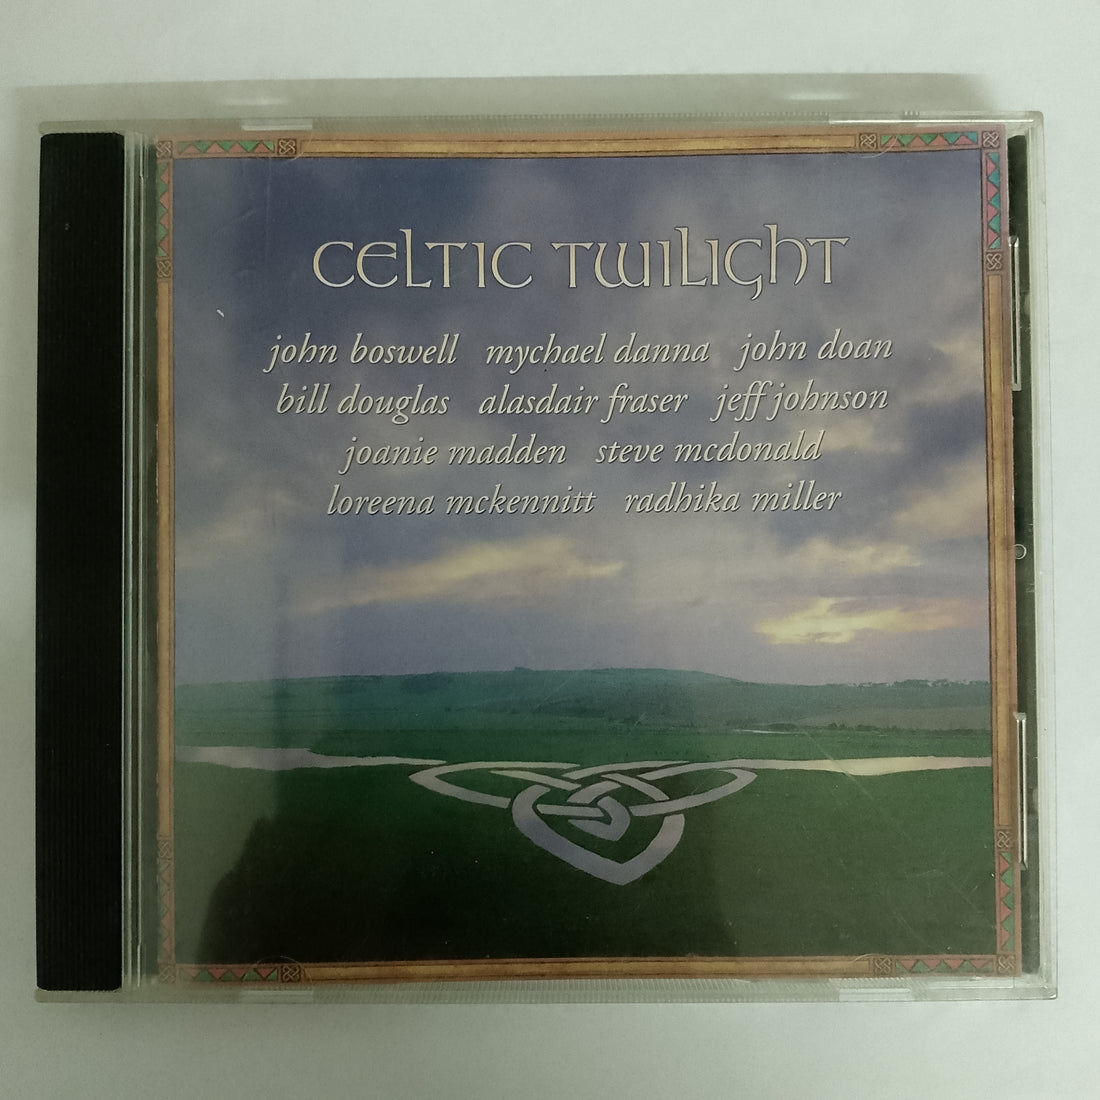 CELTIC TWILIGHT
john boswell mychael danna john doan
bill douglas alasdair fraser jeff johnson
joanie madden steve mcdonald
loreena mckennitt radhika miller